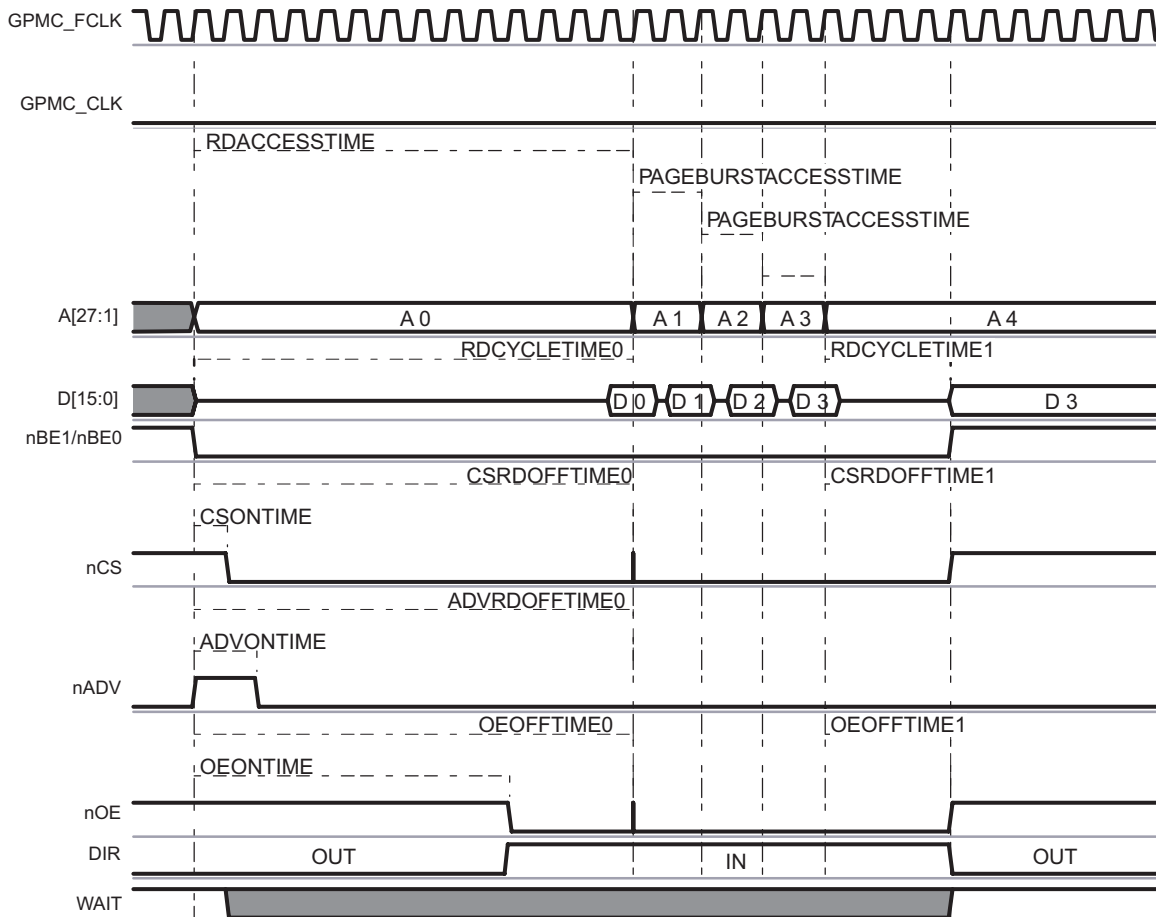 GPMC_FCLK
GPMC_CLK
RDACCESSTIME
PAGEBURSTACCESSTIME
PAGEBURSTACCESSTIME
A[27:1] A 0 A 1 A 2 A 3 A 4
RDCYCLETIME0 RDCYCLETIME1
D[15:0] D 0 D 1 D 2 D 3 D 3
nBE1/nBE0
CSRDOFFTIME0 CSRDOFFTIME1
CSONTIME
nCS
ADVRDOFFTIME0
ADVONTIME
nADV
OEOFFTIME0 OEOFFTIME1
OEONTIME
nOE
DIR OUT IN OUT
WAIT